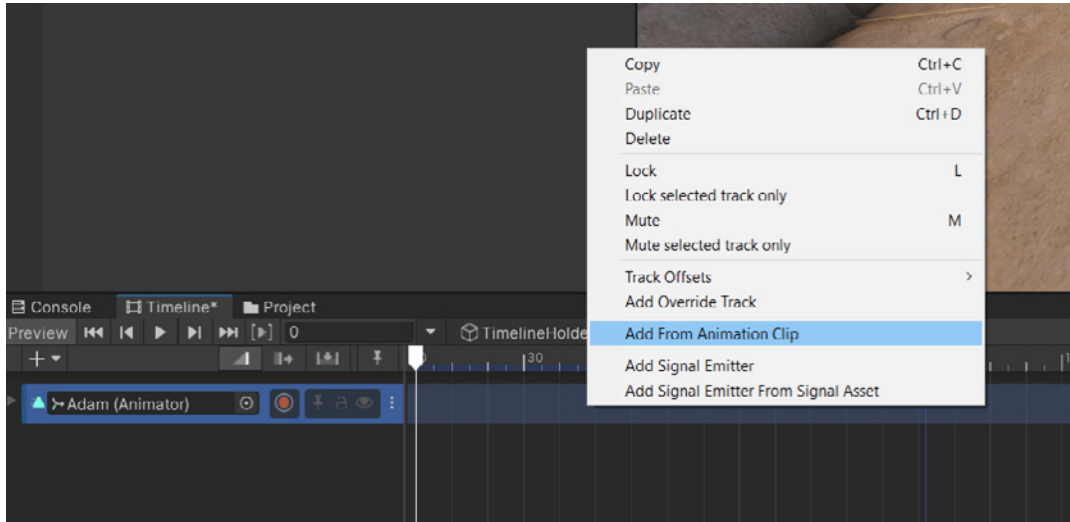 Copy Ctrl+C
Paste Ctrl+V
Duplicate Ctrl+D
Delete
Lock L
Lock selected track only
Mute M
Mute selected track only
Track Offsets
Add Override Track
Add From Animation Clip
Add Signal Emitter
Add Signal Emitter From Signal Asset
Console Timeline* Project
Preview 0 TimelineHolde
30
Adam (Animator)